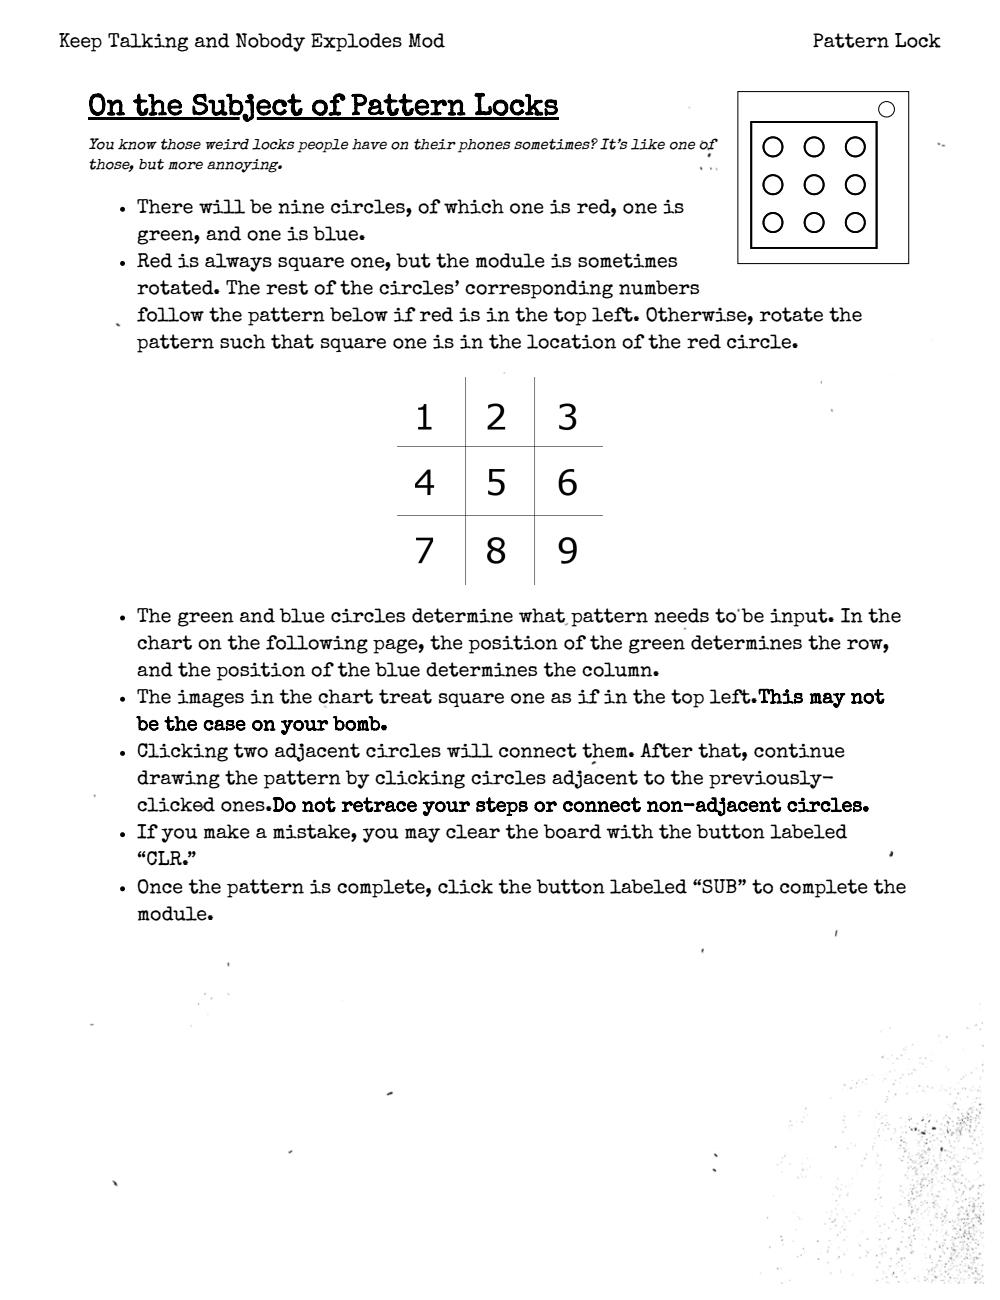 Keep Talking and Nobody Explodes Mod
Pattern Lock
On the Subject of Pattern Locks
You know those weird locks people have on their phones sometimes? It's like one of
those, but more annoying.
• There will be nine circles, of which one is red, one is
green, and one is blue.
• Red is always square one, but the module is sometimes
rotated. The rest of the circles' corresponding numbers
follow the pattern below if red is in the top left. Otherwise, rotate the
pattern such that square one is in the location of the red circle.
1 2 3
4 5 6
7 8 9
• The green and blue circles determine what pattern needs to be input. In the
chart on the following page, the position of the green determines the row,
and the position of the blue determines the column.
• The images in the chart treat square one as if in the top left.This may not
be the case on your bomb.
• Clicking two adjacent circles will connect them. After that, continue
drawing the pattern by clicking circles adjacent to the previously-
clicked ones.Do not retrace your steps or connect non-adjacent circles.
• If you make a mistake, you may clear the board with the button labeled
“CLR.”
• Once the pattern is complete, click the button labeled “SUB” to complete the
module.